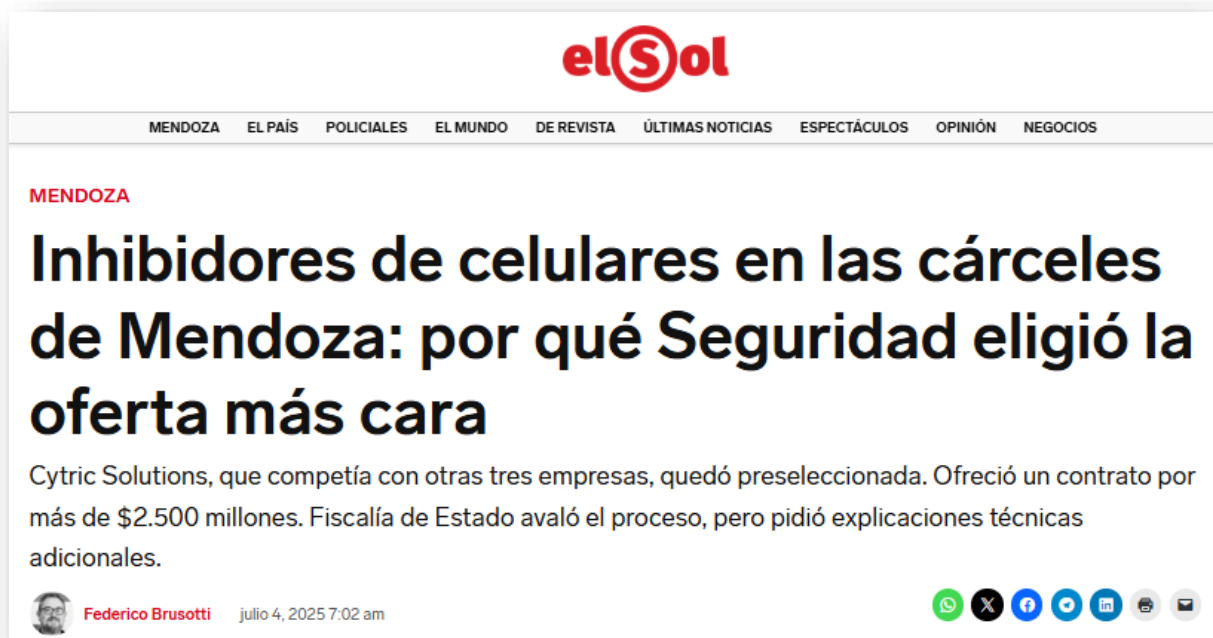 elSol
MENDOZA EL PAÍS POLICIALES EL MUNDO DE REVISTA ÚLTIMAS NOTICIAS ESPECTÁCULOS OPINIÓN NEGOCIOS
MENDOZA
Inhibidores de celulares en las cárceles
de Mendoza: por qué Seguridad eligió la
oferta más cara
Cytric Solutions, que competía con otras tres empresas, quedó preseleccionada. Ofreció un contrato por
más de $2.500 millones. Fiscalía de Estado avaló el proceso, pero pidió explicaciones técnicas
adicionales.
Federico Brusotti julio 4, 2025 7:02 am